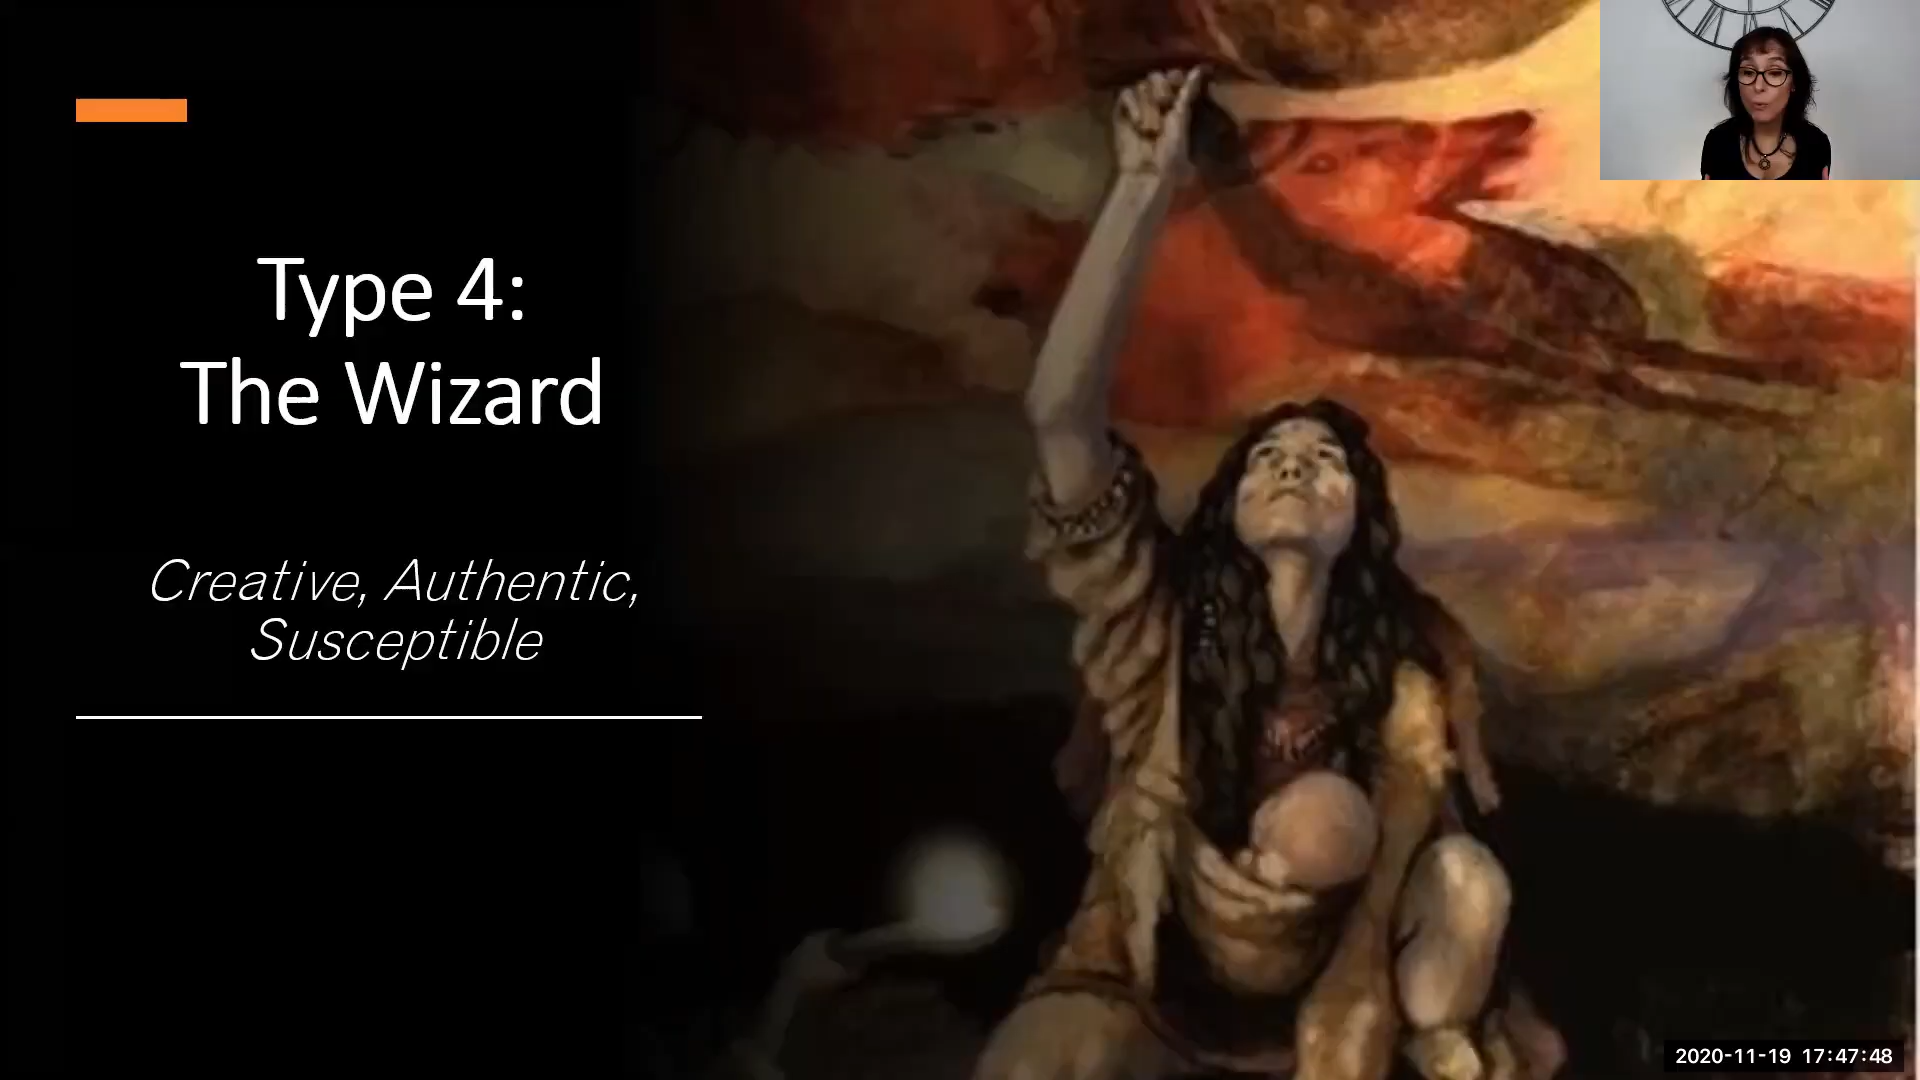 Type 4:
The Wizard
Creative, Authentic,
Susceptible
2020-11-19 17:47:48